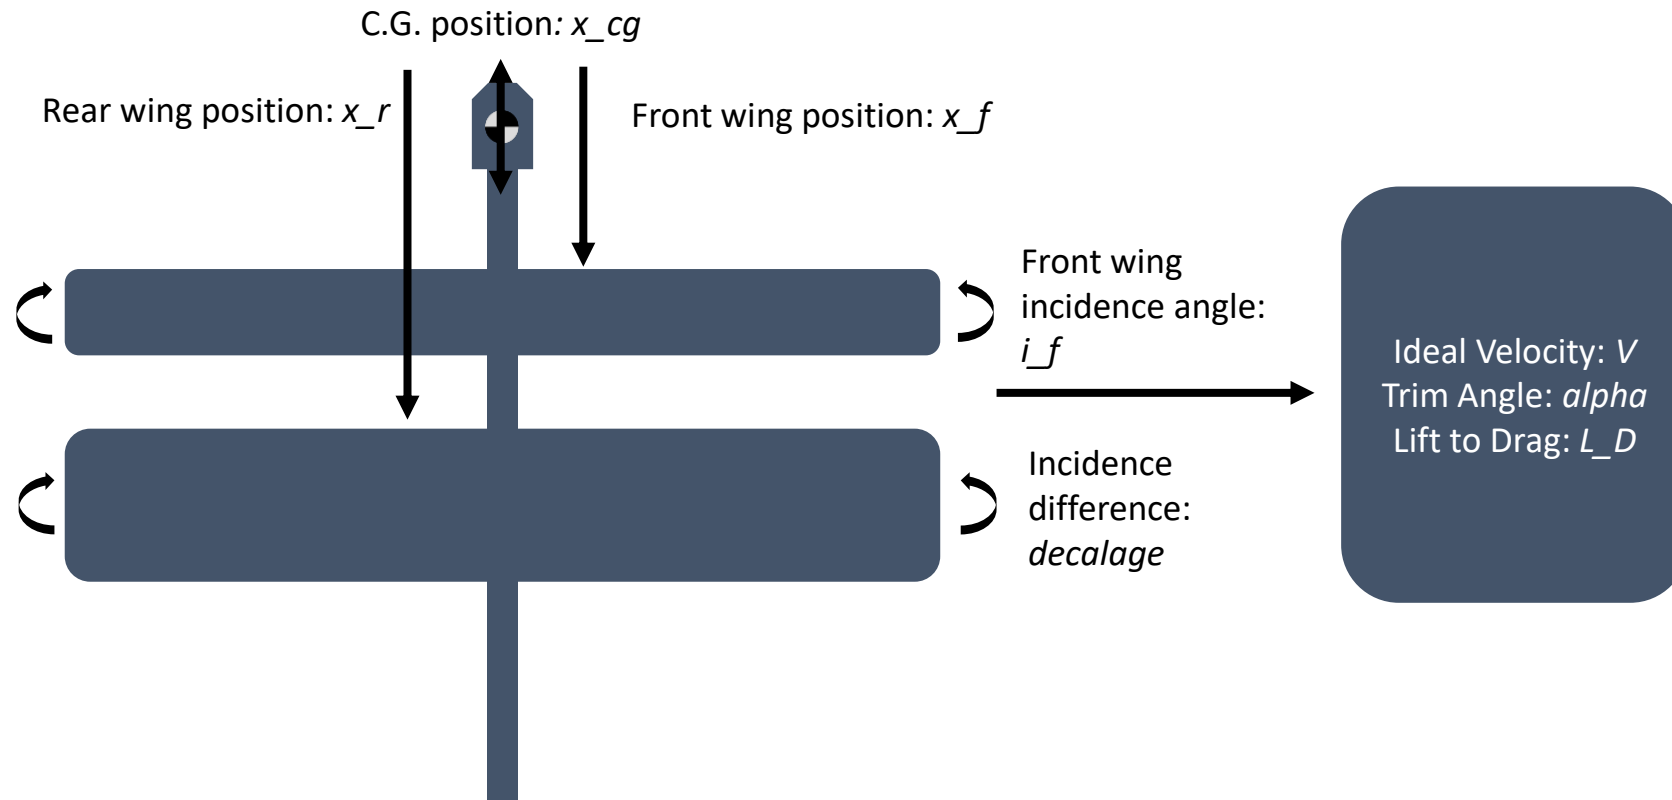 C.G. position: x_cg
Rear wing position: x_r
Front wing position: x_f
Front wing
incidence angle:
i_f
Incidence
difference:
decalage
Ideal Velocity: V
Trim Angle: alpha
Lift to Drag: L_D